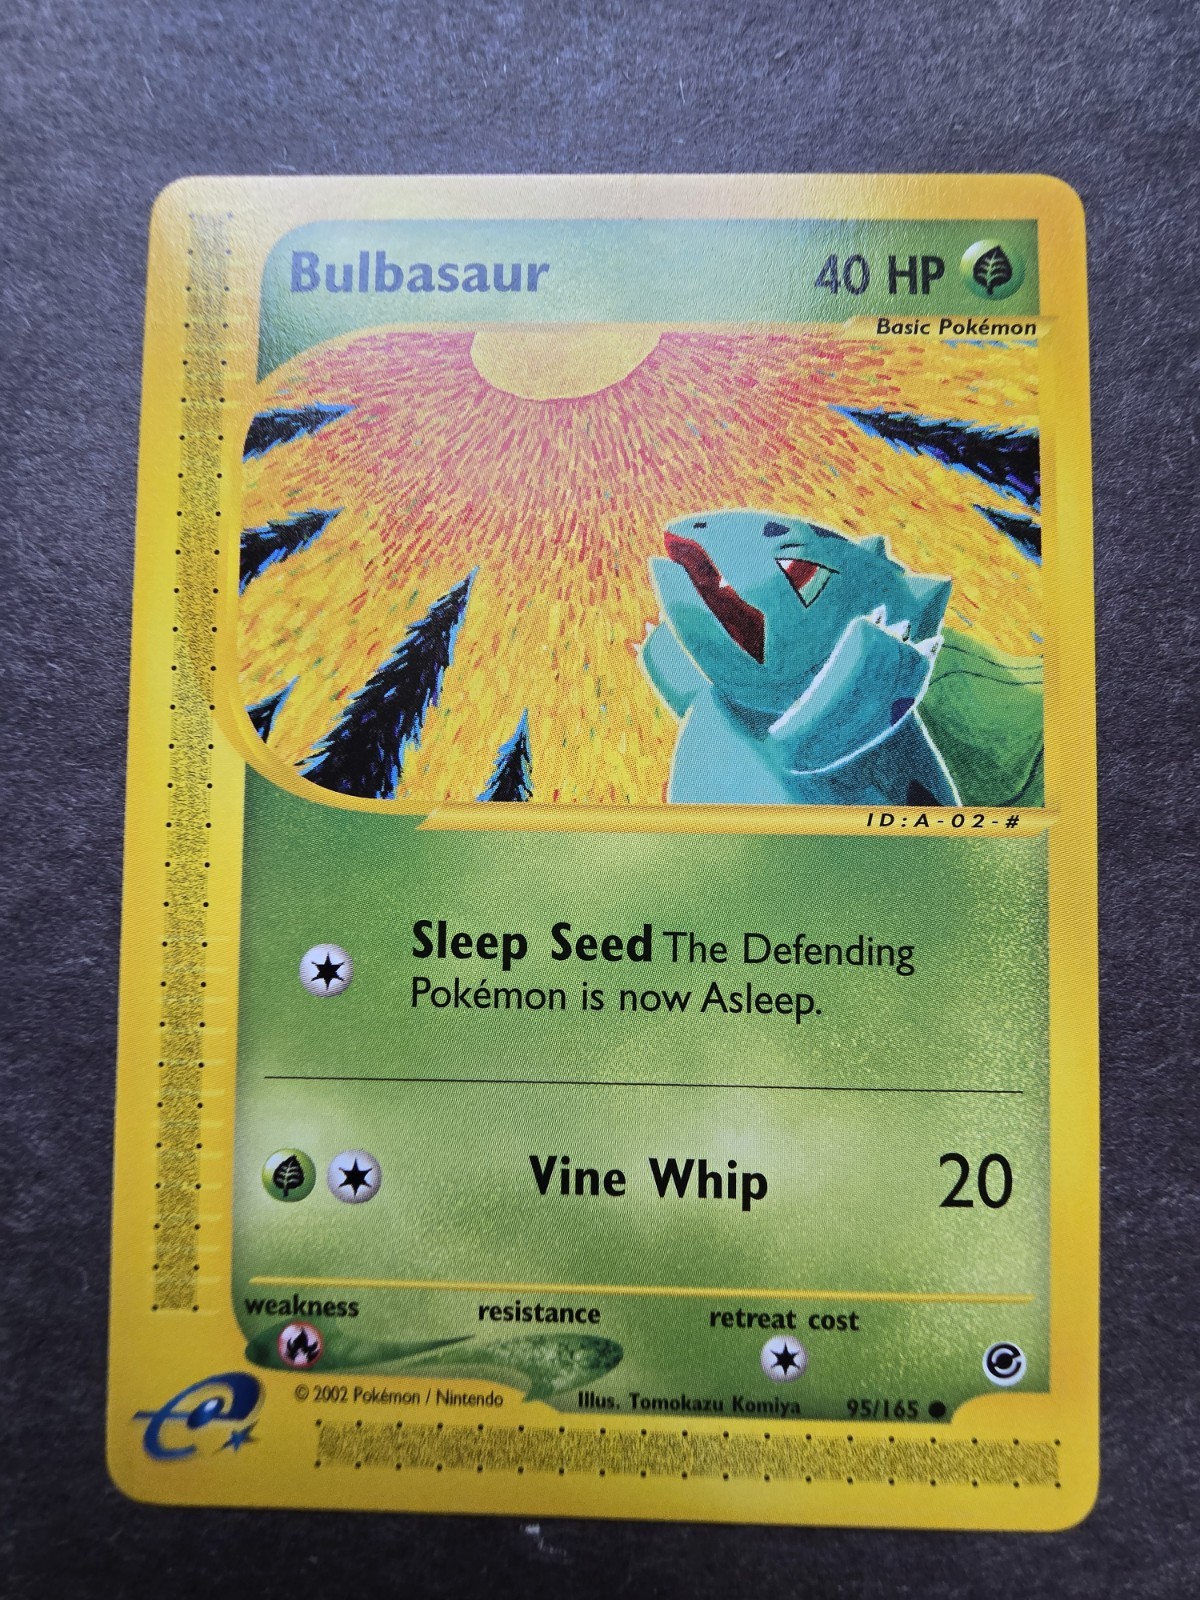 Bulbasaur 40 HP
Basic Pokémon
ID:A-02-#
Sleep Seed The Defending
Pokémon is now Asleep.
Vine Whip 20
weakness resistance retreat cost
© 2002 Pokémon / Nintendo Illus. Tomokazu Komiya 95/165 ●
e